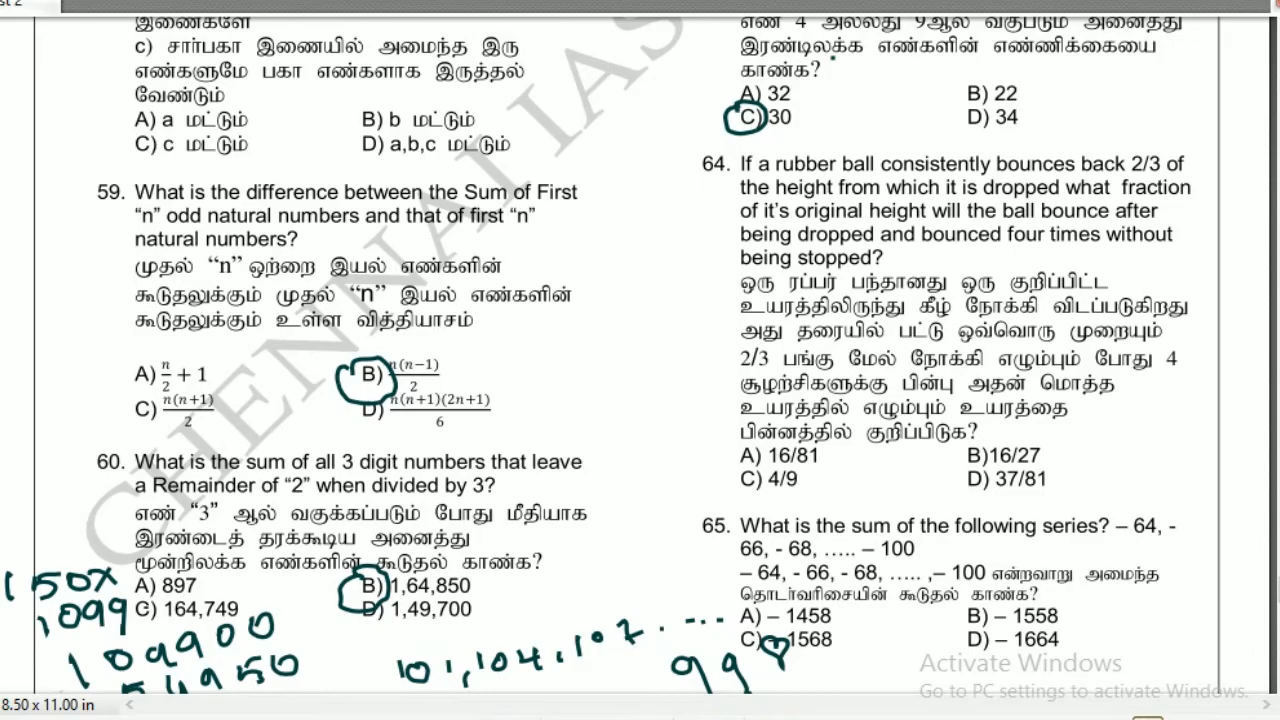 st 2
இணைகளே
c) சார்பகா இணையில் அமைந்த இரு
எண்களுமே பகா எண்களாக இருத்தல்
வேண்டும்
A) a மட்டும் B) b மட்டும்
C) c மட்டும் D) a,b,c மட்டும்
59. What is the difference between the Sum of First
“n” odd natural numbers and that of first “n”
natural numbers?
முதல் “n” ஒற்றை இயல் எண்களின்
கூடுதலுக்கும் முதல் “n” இயல் எண்களின்
கூடுதலுக்கும் உள்ள வித்தியாசம்
A) n/2 + 1 B) n(n−1)/2
C) n(n+1)/2 D) n(n+1)(2n+1)/6
60. What is the sum of all 3 digit numbers that leave
a Remainder of “2” when divided by 3?
எண் “3” ஆல் வகுக்கப்படும் போது மீதியாக
இரண்டைத் தரக்கூடிய அனைத்து
மூன்றிலக்க எண்களின் கூடுதல் காண்க?
A) 897 B) 1,64,850
C) 164,749 D) 1,49,700
150x
1099
109900
54950
101, 104, 107 . ...
998
எண் 4 அல்லது 9ஆல் வகுபடும் அனைத்து
இரண்டிலக்க எண்களின் எண்ணிக்கையை
காண்க?
A) 32 B) 22
C) 30 D) 34
64. If a rubber ball consistently bounces back 2/3 of
the height from which it is dropped what fraction
of it’s original height will the ball bounce after
being dropped and bounced four times without
being stopped?
ஒரு ரப்பர் பந்தானது ஒரு குறிப்பிட்ட
உயரத்திலிருந்து கீழ் நோக்கி விடப்படுகிறது
அது தரையில் பட்டு ஒவ்வொரு முறையும்
2/3 பங்கு மேல் நோக்கி எழும்பும் போது 4
சூழற்சிகளுக்கு பின்பு அதன் மொத்த
உயரத்தில் எழும்பும் உயரத்தை
பின்னத்தில் குறிப்பிடுக?
A) 16/81 B)16/27
C) 4/9 D) 37/81
65. What is the sum of the following series? – 64, -
66, - 68, ….. – 100
– 64, - 66, - 68, ….. ,– 100 என்றவாறு அமைந்த
தொடர்வரிசையின் கூடுதல் காண்க?
A) – 1458 B) – 1558
C) – 1568 D) – 1664
CHENNAI IAS
Activate Windows
Go to PC settings to activate Windows.
8.50 x 11.00 in